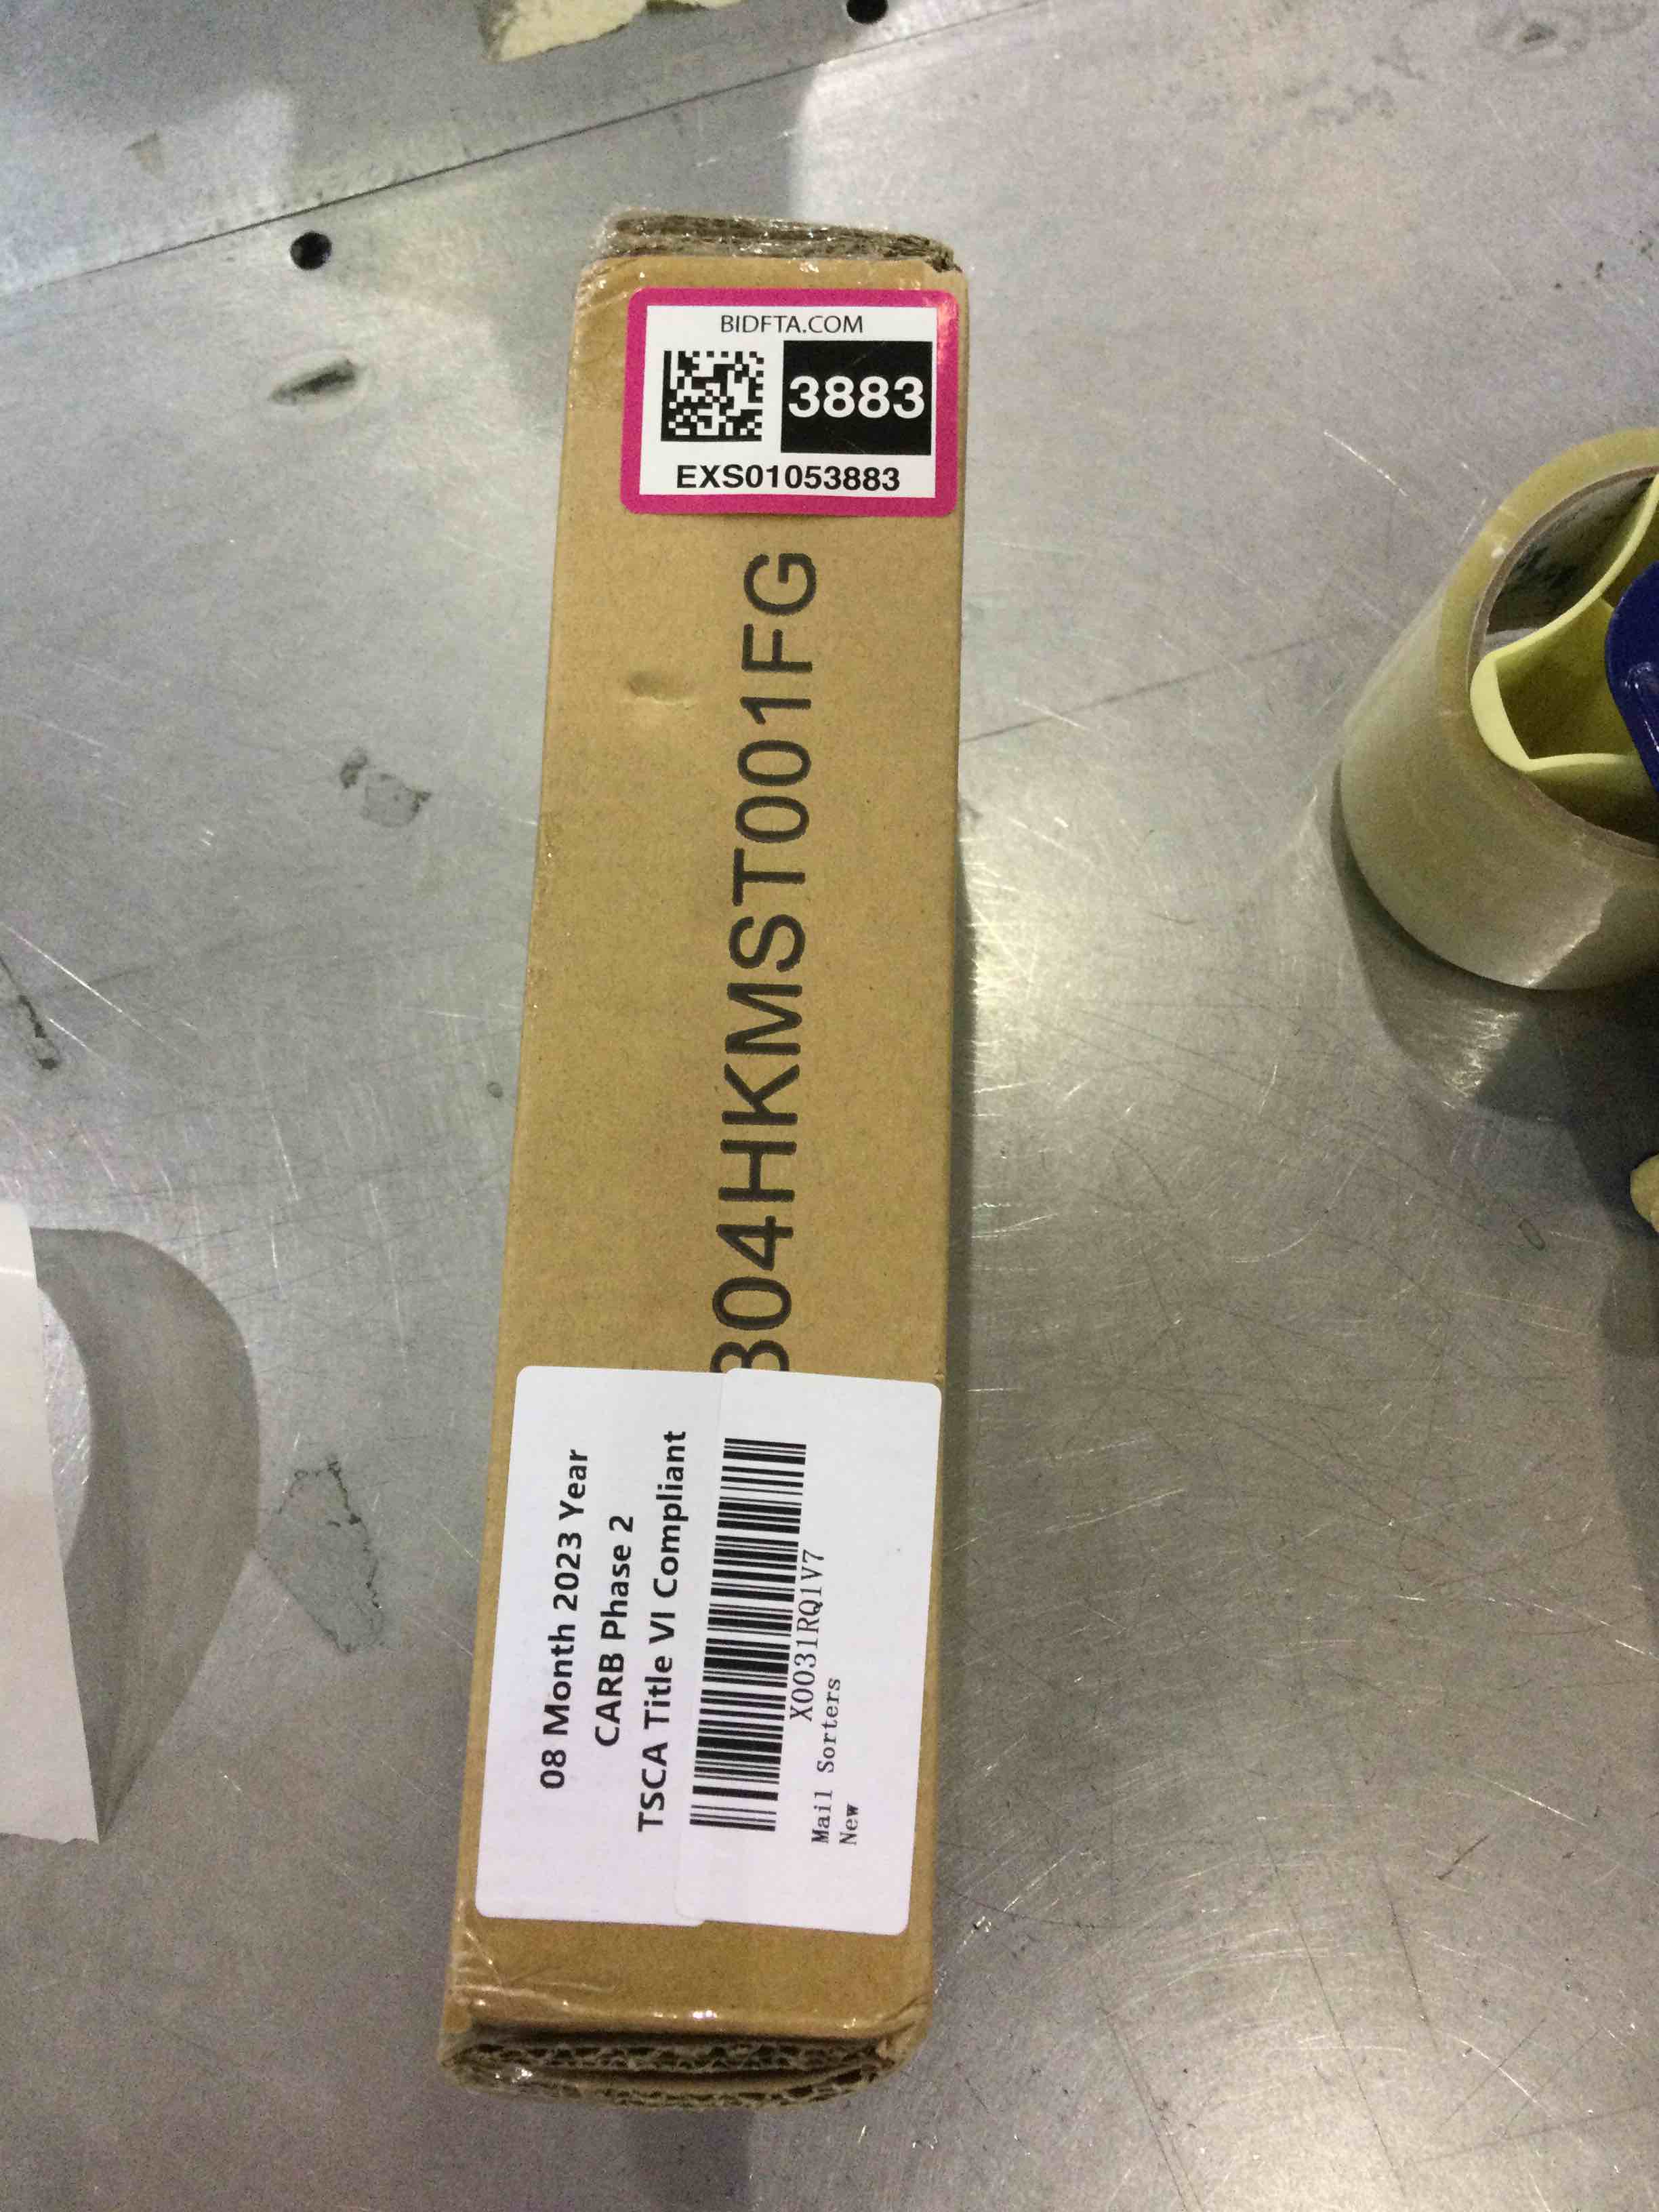 BIDFTA.COM
3883
EXS01053883
B04HKMST001FG
08 Month 2023 Year
CARB Phase 2
TSCA Title VI Compliant
X0031RQ1V7
Mail Sorters
New